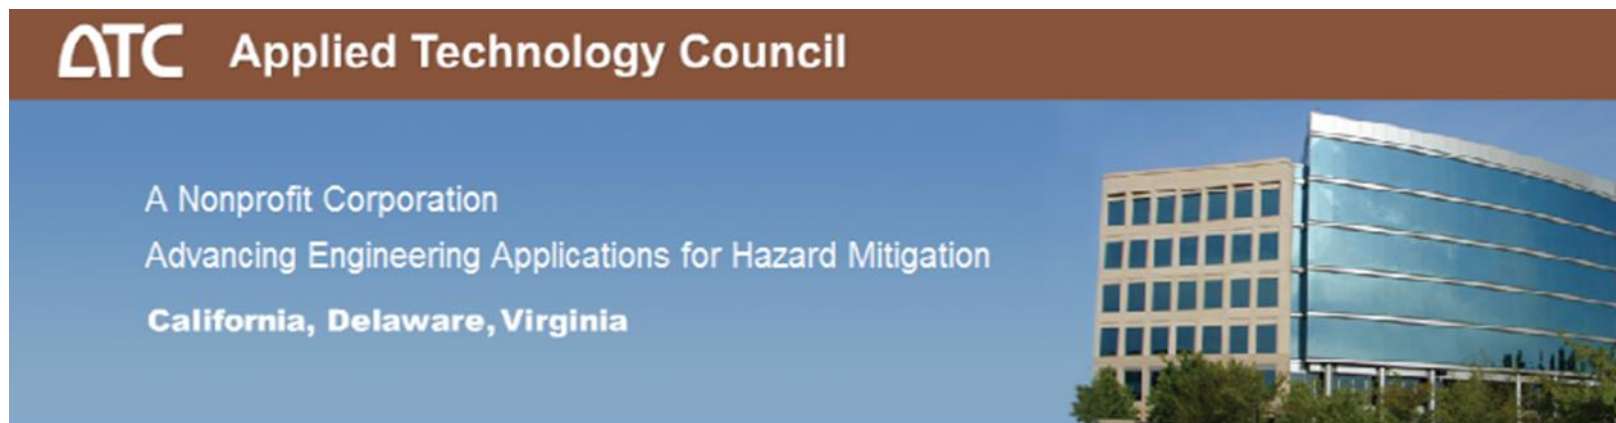 ATC Applied Technology Council
A Nonprofit Corporation
Advancing Engineering Applications for Hazard Mitigation
California, Delaware, Virginia